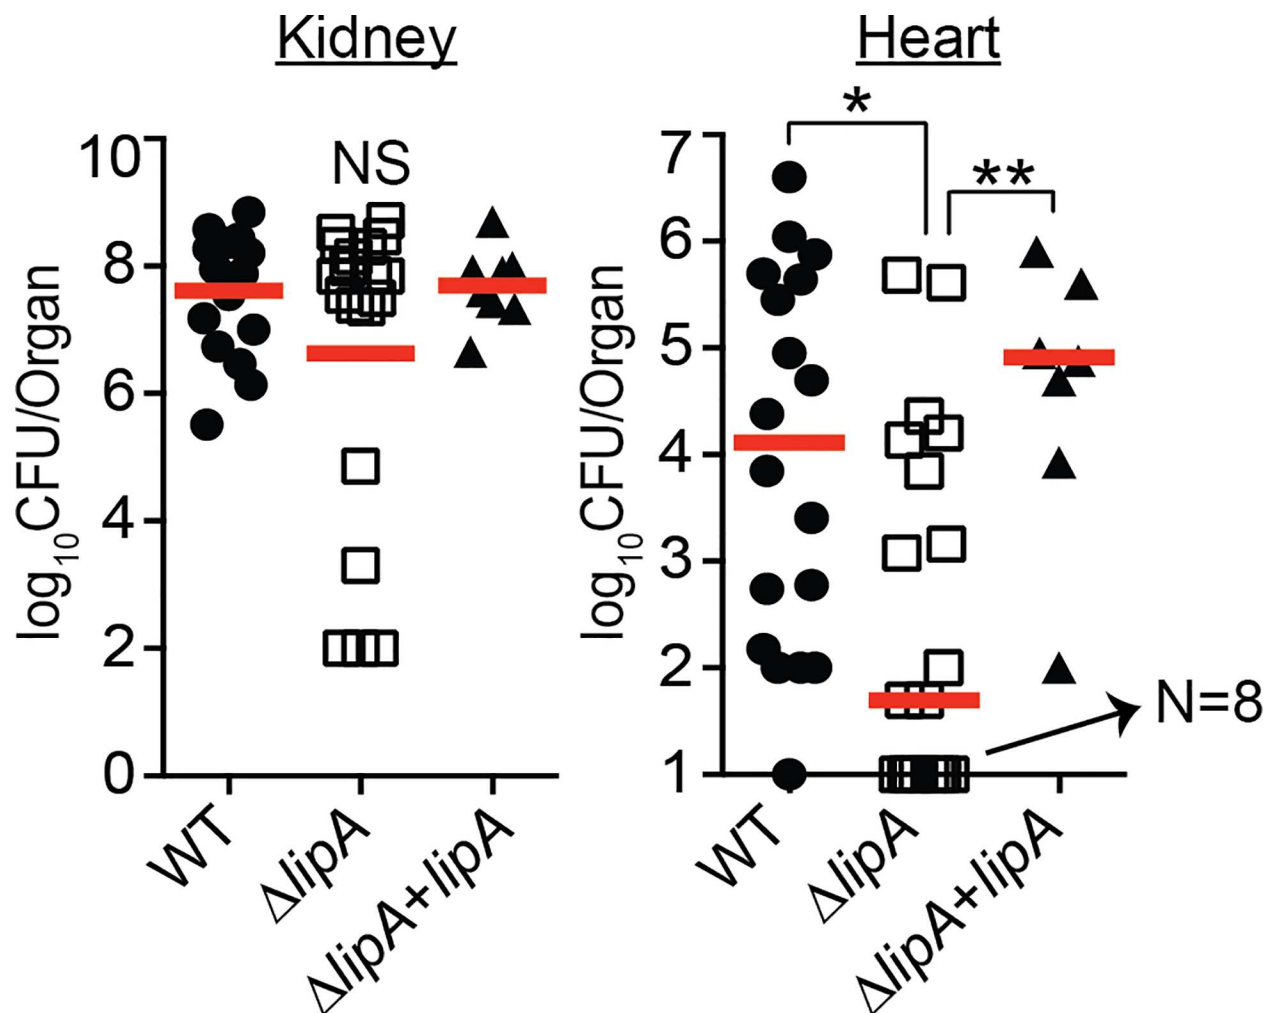 Kidney
Heart
log10CFU/Organ
10
8
6
4
2
0
NS
WT
ΔlipA
ΔlipA+lipA
log10CFU/Organ
7
6
5
4
3
2
1
*
**
N=8
WT
ΔlipA
ΔlipA+lipA